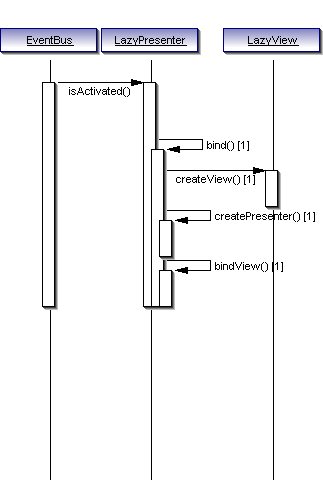 EventBus
LazyPresenter
LazyView
isActivated()
bind() [1]
createView() [1]
createPresenter() [1]
bindView() [1]